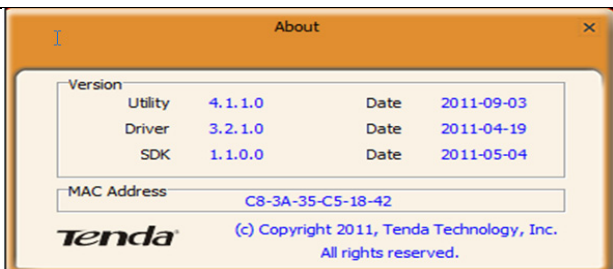 About
Version
Utility 4.1.1.0 Date 2011-09-03
Driver 3.2.1.0 Date 2011-04-19
SDK 1.1.0.0 Date 2011-05-04
MAC Address
C8-3A-35-C5-18-42
Tenda
(c) Copyright 2011, Tenda Technology, Inc.
All rights reserved.